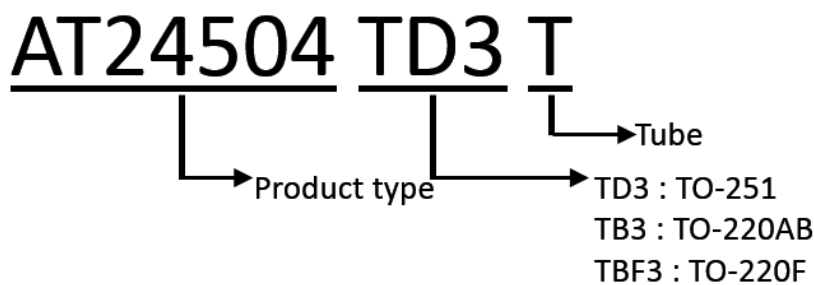 AT24504 TD3 T
Tube
Product type
TD3 : TO-251
TB3 : TO-220AB
TBF3 : TO-220F